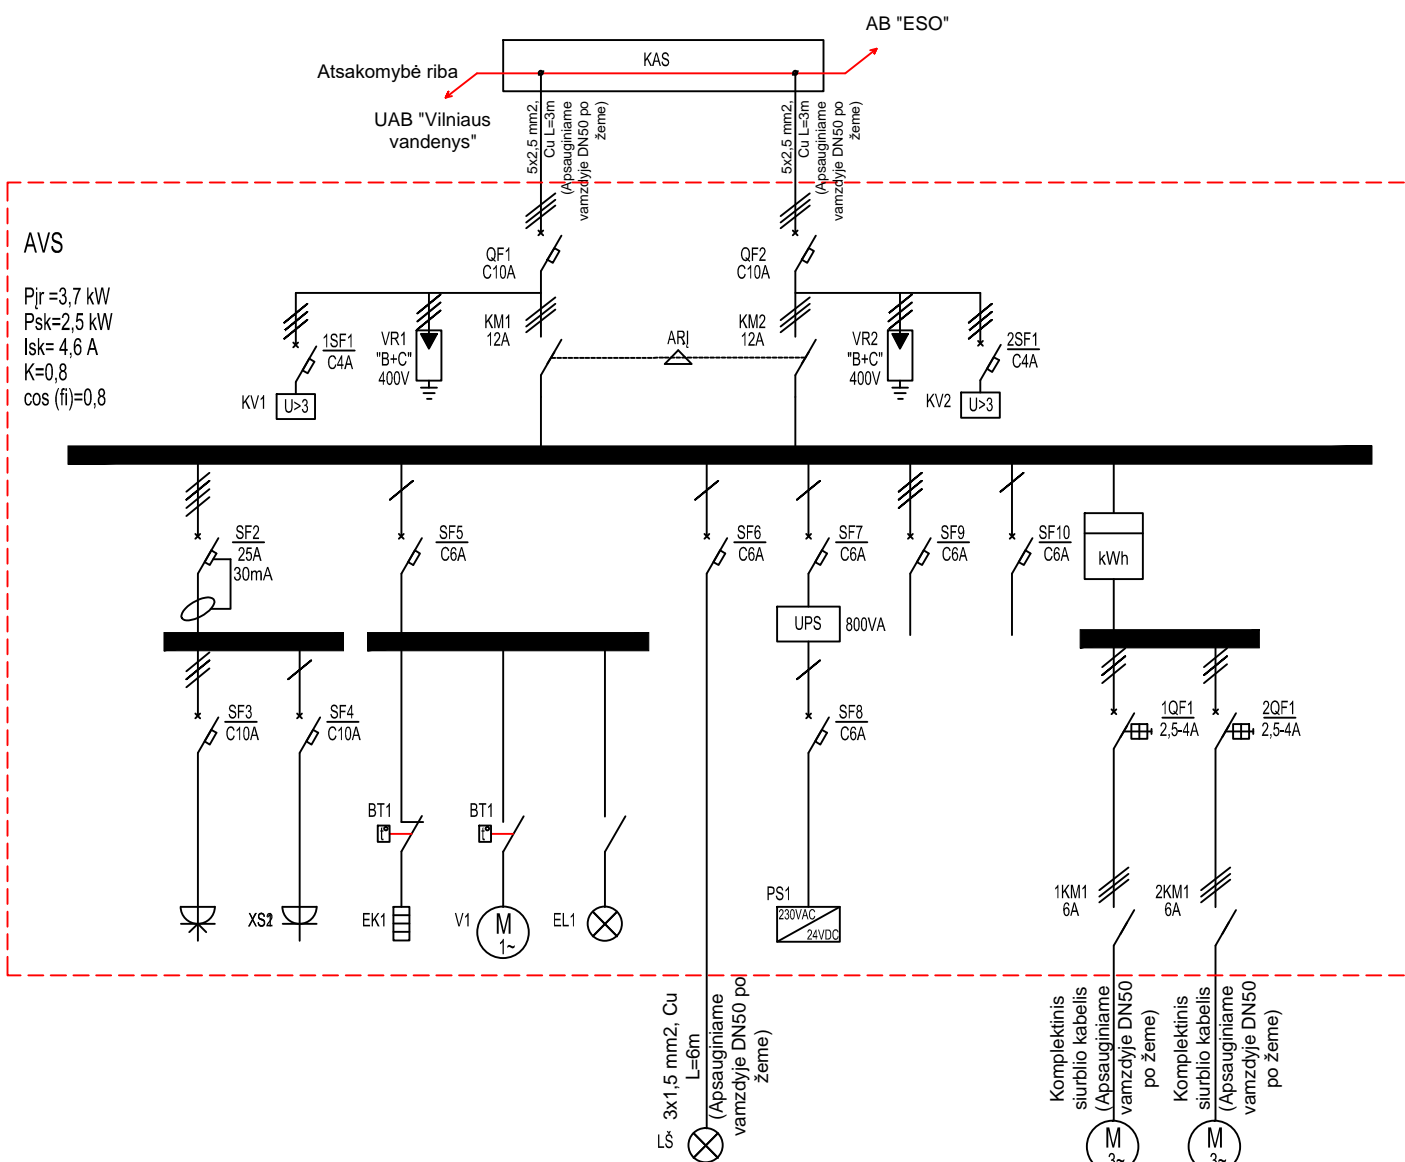 AB "ESO"
KAS
Atsakomybė riba
UAB "Vilniaus
vandenys"
5x2,5 mm2,
Cu L=3m
(Apsauginiame
vamzdyje DN50 po
žeme)
5x2,5 mm2,
Cu L=3m
(Apsauginiame
vamzdyje DN50 po
žeme)
AVS
Pįr =3,7 kW
Psk=2,5 kW
Isk= 4,6 A
K=0,8
cos (fi)=0,8
QF1
C10A
QF2
C10A
1SF1
C4A
KV1
U>3
VR1
"B+C"
400V
KM1
12A
ARĮ
KM2
12A
VR2
"B+C"
400V
2SF1
C4A
KV2
U>3
SF2
25A
30mA
SF5
C6A
SF6
C6A
SF7
C6A
SF9
C6A
SF10
C6A
kWh
UPS
800VA
SF3
C10A
SF4
C10A
SF8
C6A
1QF1
2,5-4A
2QF1
2,5-4A
BT1
t°
BT1
t°
EK1
V1
M
1~
EL1
PS1
230VAC
24VDC
1KM1
6A
2KM1
6A
3x1,5 mm2, Cu
L=6m
(Apsauginiame
vamzdyje DN50 po
žeme)
LŠ
Komplektinis
siurblio kabelis
(Apsauginiame
vamzdyje DN50
po žeme)
Komplektinis
siurblio kabelis
(Apsauginiame
vamzdyje DN50
po žeme)
M
3~
M
3~